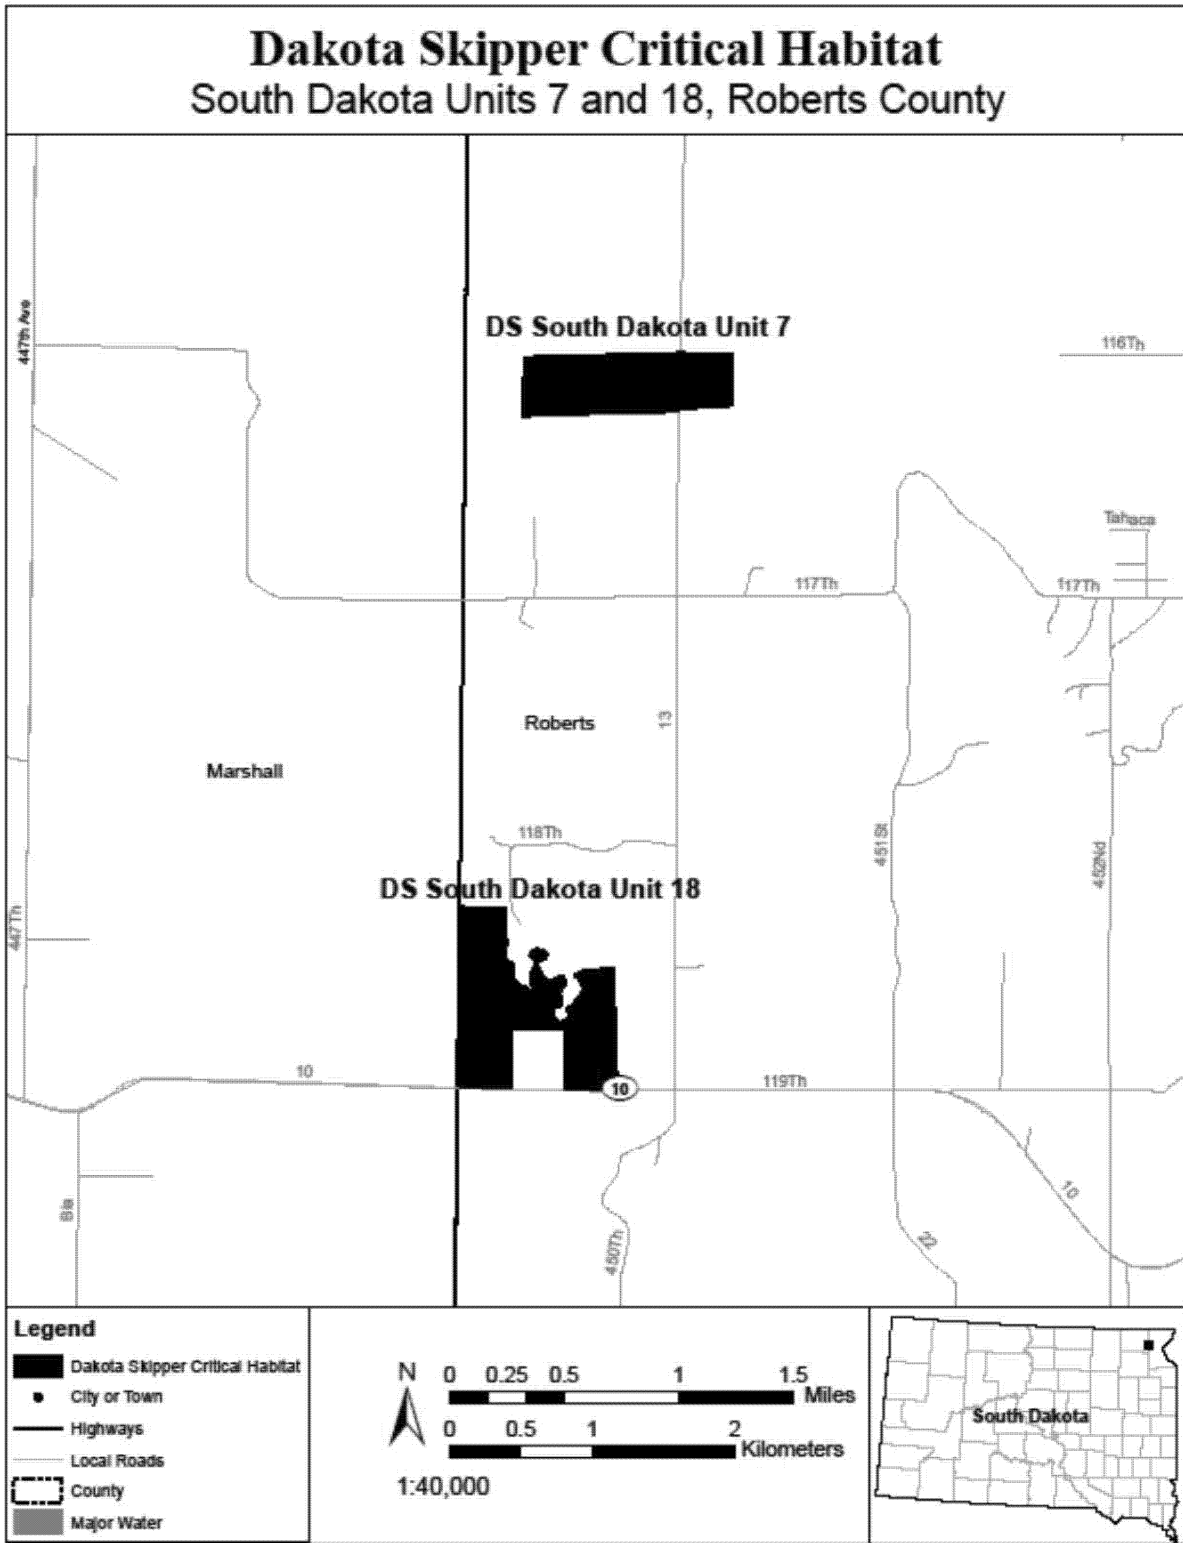 Dakota Skipper Critical Habitat
South Dakota Units 7 and 18, Roberts County
447th Ave
DS South Dakota Unit 7
116Th
Tahaca
117Th
117Th
13
Roberts
Marshall
118Th
451St
452Nd
DS South Dakota Unit 18
447Th
10
10
119Th
10
Bia
450Th
22
Legend
Dakota Skipper Critical Habitat
City or Town
Highways
Local Roads
County
Major Water
N
0 0.25 0.5 1 1.5
Miles
0 0.5 1 2
Kilometers
1:40,000
South Dakota